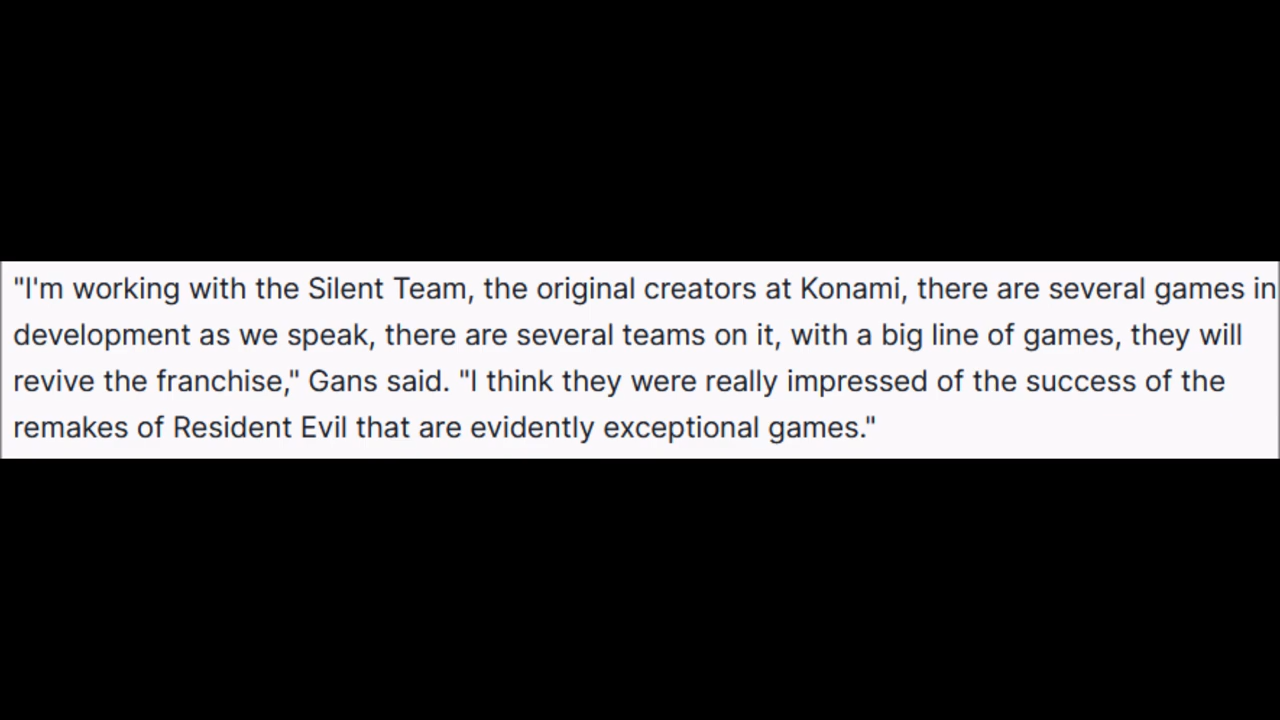 "I'm working with the Silent Team, the original creators at Konami, there are several games in
development as we speak, there are several teams on it, with a big line of games, they will
revive the franchise," Gans said. "I think they were really impressed of the success of the
remakes of Resident Evil that are evidently exceptional games."